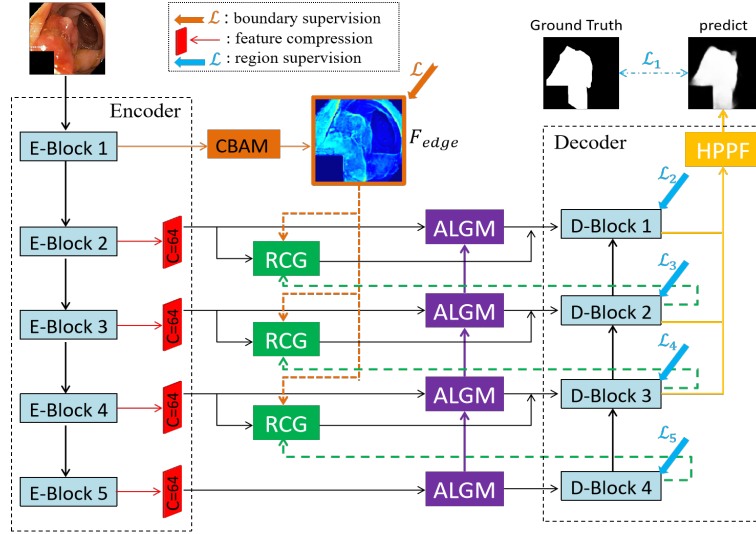 ℒ : boundary supervision
: feature compression
ℒ : region supervision
Ground Truth
predict
ℒ1
Encoder
ℒ
Decoder
E-Block 1
CBAM
F_edge
HPPF
ℒ2
E-Block 2
C=64
RCG
ALGM
D-Block 1
ℒ3
E-Block 3
C=64
RCG
ALGM
D-Block 2
ℒ4
E-Block 4
C=64
RCG
ALGM
D-Block 3
ℒ5
E-Block 5
C=64
ALGM
D-Block 4